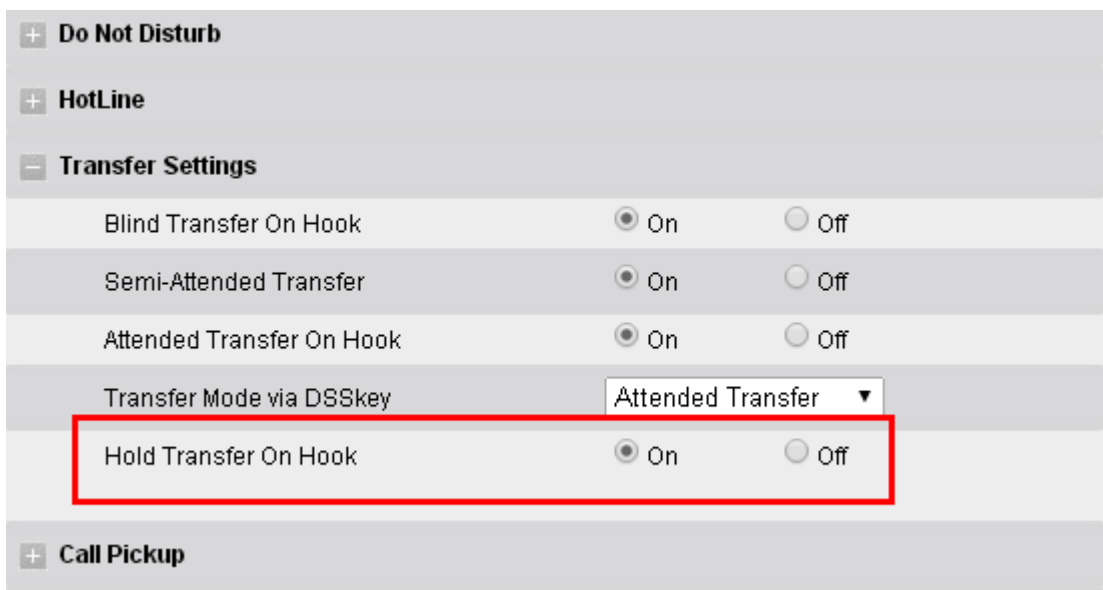 Do Not Disturb
HotLine
Transfer Settings
Blind Transfer On Hook On Off
Semi-Attended Transfer On Off
Attended Transfer On Hook On Off
Transfer Mode via DSSkey Attended Transfer
Hold Transfer On Hook On Off
Call Pickup